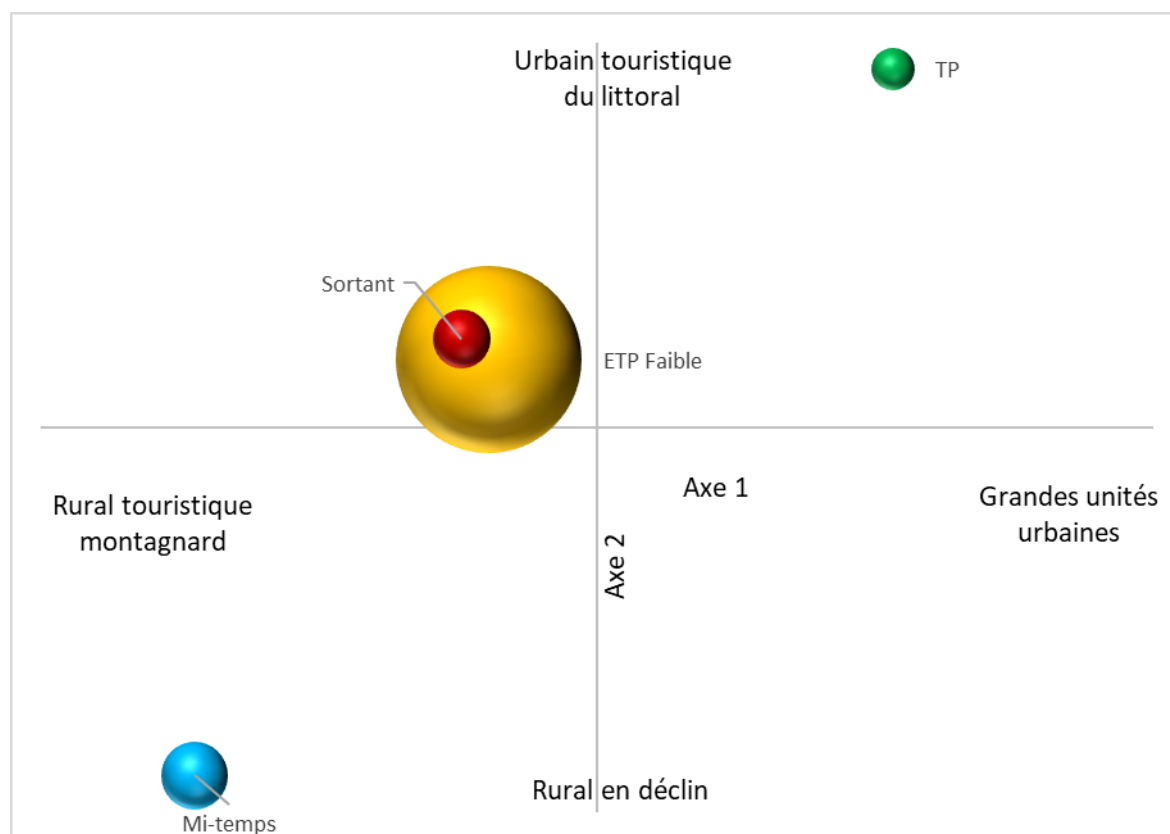 Urbain touristique
du littoral
TP
Sortant
ETP Faible
Axe 1
Rural touristique
montagnard
Grandes unités
urbaines
Axe 2
Rural en déclin
Mi-temps